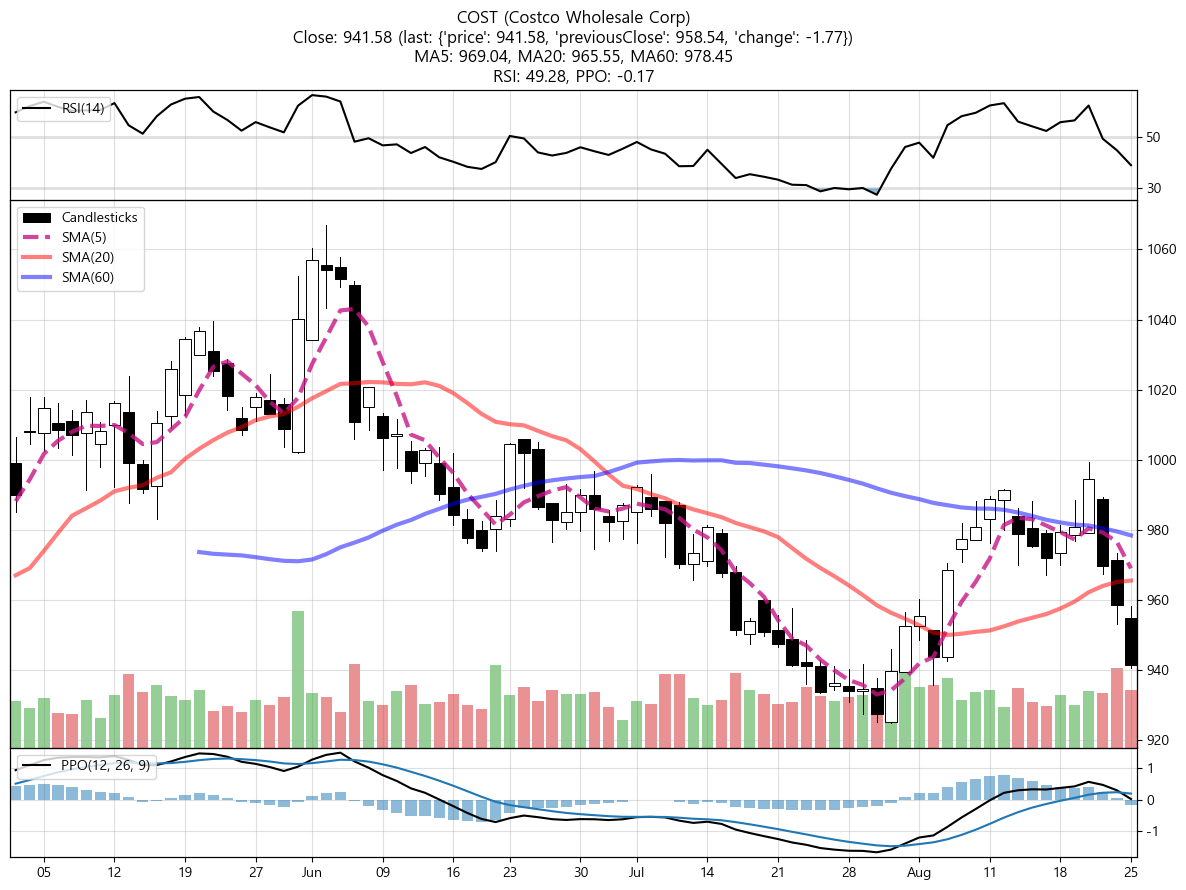 COST (Costco Wholesale Corp)
Close: 941.58 (last: {'price': 941.58, 'previousClose': 958.54, 'change': -1.77})
MA5: 969.04, MA20: 965.55, MA60: 978.45
RSI: 49.28, PPO: -0.17
RSI(14)
50
30
Candlesticks
SMA(5)
SMA(20)
SMA(60)
1060
1040
1020
1000
980
960
940
920
PPO(12, 26, 9)
1
0
-1
05 12 19 27 Jun 09 16 23 30 Jul 14 21 28 Aug 11 18 25